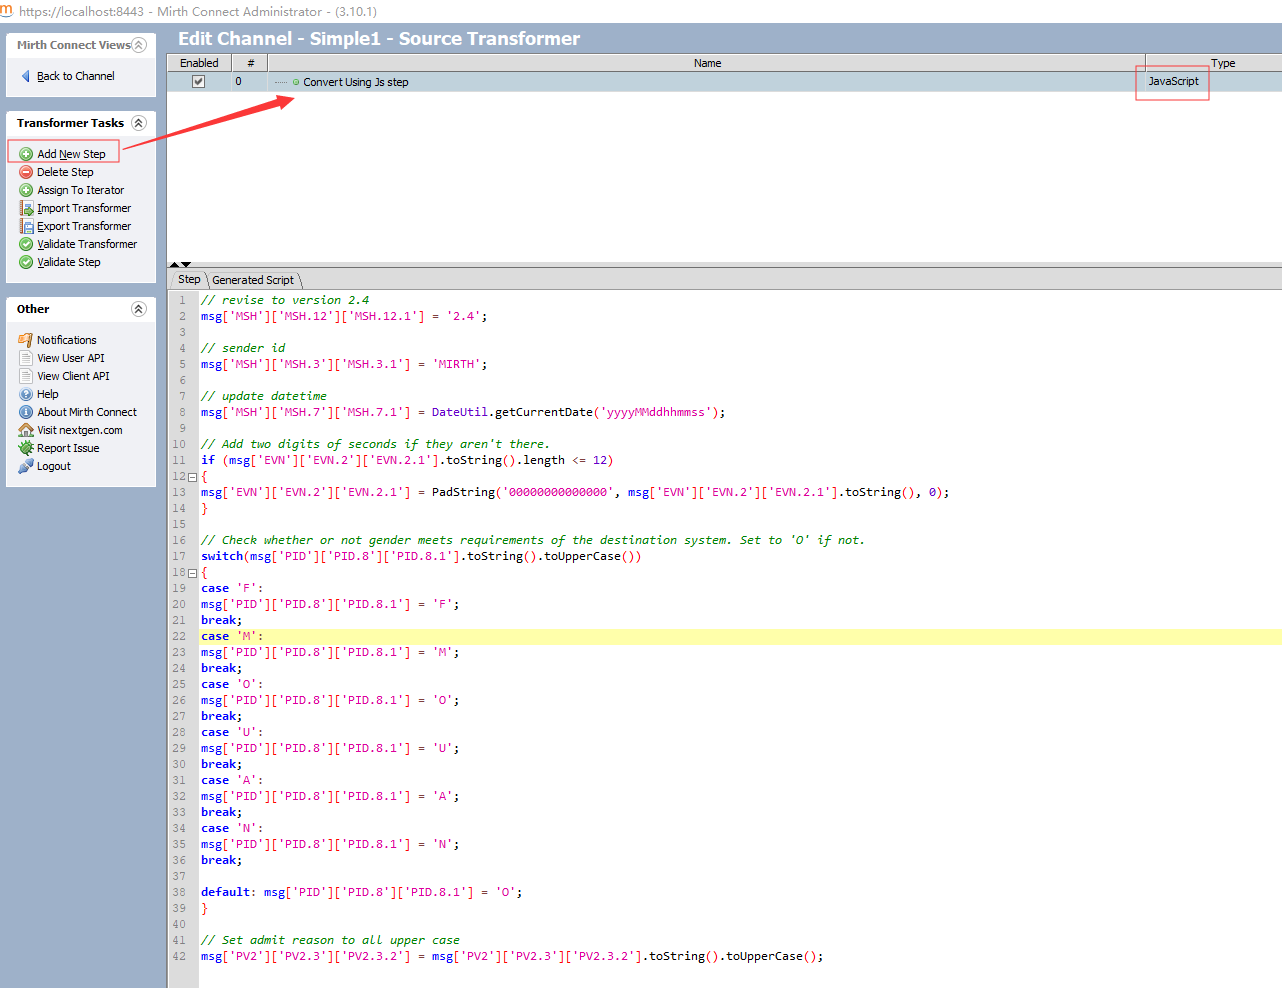 https://localhost:8443 - Mirth Connect Administrator - (3.10.1)
Mirth Connect Views
Back to Channel
Transformer Tasks
Add New Step
Delete Step
Assign To Iterator
Import Transformer
Export Transformer
Validate Transformer
Validate Step
Other
Notifications
View User API
View Client API
Help
About Mirth Connect
Visit nextgen.com
Report Issue
Logout
Edit Channel - Simple1 - Source Transformer
Enabled # Name Type
0 Convert Using Js step JavaScript
Step Generated Script
1 // revise to version 2.4
2 msg['MSH']['MSH.12']['MSH.12.1'] = '2.4';
3
4 // sender id
5 msg['MSH']['MSH.3']['MSH.3.1'] = 'MIRTH';
6
7 // update datetime
8 msg['MSH']['MSH.7']['MSH.7.1'] = DateUtil.getCurrentDate('yyyyMMddhhmmss');
9
10 // Add two digits of seconds if they aren't there.
11 if (msg['EVN']['EVN.2']['EVN.2.1'].toString().length <= 12)
12 {
13 msg['EVN']['EVN.2']['EVN.2.1'] = PadString('00000000000000', msg['EVN']['EVN.2']['EVN.2.1'].toString(), 0);
14 }
15
16 // Check whether or not gender meets requirements of the destination system. Set to 'O' if not.
17 switch(msg['PID']['PID.8']['PID.8.1'].toString().toUpperCase())
18 {
19 case 'F':
20 msg['PID']['PID.8']['PID.8.1'] = 'F';
21 break;
22 case 'M':
23 msg['PID']['PID.8']['PID.8.1'] = 'M';
24 break;
25 case 'O':
26 msg['PID']['PID.8']['PID.8.1'] = 'O';
27 break;
28 case 'U':
29 msg['PID']['PID.8']['PID.8.1'] = 'U';
30 break;
31 case 'A':
32 msg['PID']['PID.8']['PID.8.1'] = 'A';
33 break;
34 case 'N':
35 msg['PID']['PID.8']['PID.8.1'] = 'N';
36 break;
37
38 default: msg['PID']['PID.8']['PID.8.1'] = 'O';
39 }
40
41 // Set admit reason to all upper case
42 msg['PV2']['PV2.3']['PV2.3.2'] = msg['PV2']['PV2.3']['PV2.3.2'].toString().toUpperCase();